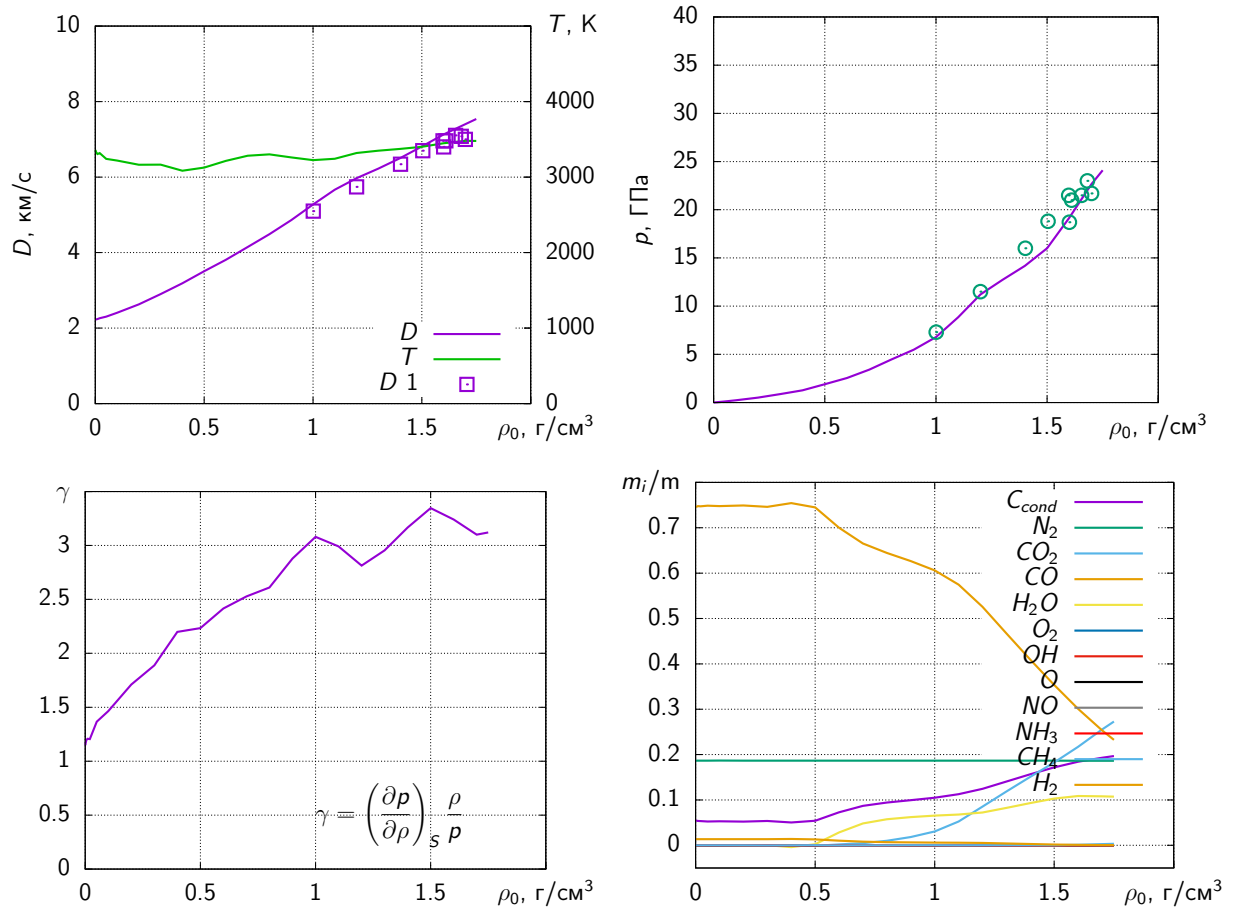 10
8
6
4
2
0
D, км/с
T, K
4000
3000
2000
1000
0
D
T
D 1
0
0.5
1
1.5
ρ₀, г/см³
40
35
30
25
20
15
10
5
0
p, ГПа
0
0.5
1
1.5
ρ₀, г/см³
γ
3
2.5
2
1.5
1
0.5
0
γ = (∂p/∂ρ)_S ρ/p
0
0.5
1
1.5
ρ₀, г/см³
mᵢ/m
0.7
0.6
0.5
0.4
0.3
0.2
0.1
0
C_cond
N₂
CO₂
CO
H₂O
O₂
OH
O
NO
NH₃
CH₄
H₂
0
0.5
1
1.5
ρ₀, г/см³